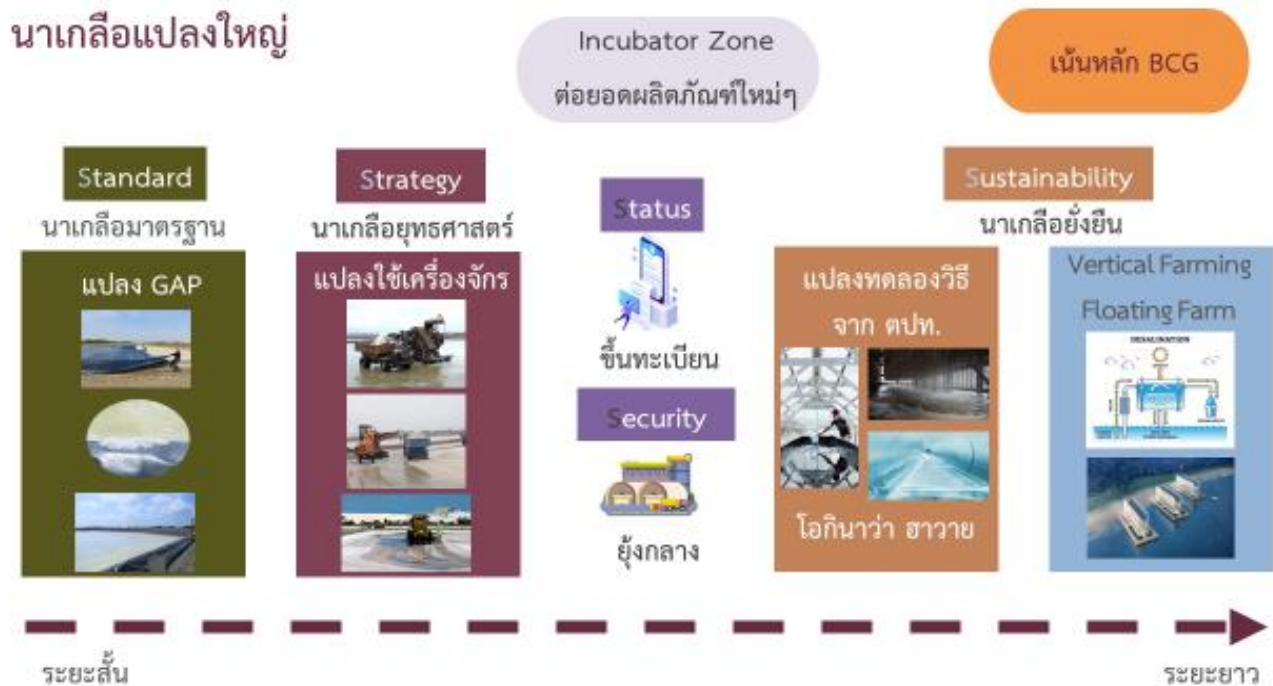 นาเกลือแปลงใหญ่
Incubator Zone
ต่อยอดผลิตภัณฑ์ใหม่ๆ
เน้นหลัก BCG
Standard
นาเกลือมาตรฐาน
แปลง GAP
Strategy
นาเกลือยุทธศาสตร์
แปลงใช้เครื่องจักร
Status
ขึ้นทะเบียน
Security
ยุ้งกลาง
Sustainability
นาเกลือยั่งยืน
แปลงทดลองวิธี
จาก ตปท.
โอกินาว่า ฮาวาย
Vertical Farming
Floating Farm
DESALINATION
ระยะสั้น
ระยะยาว